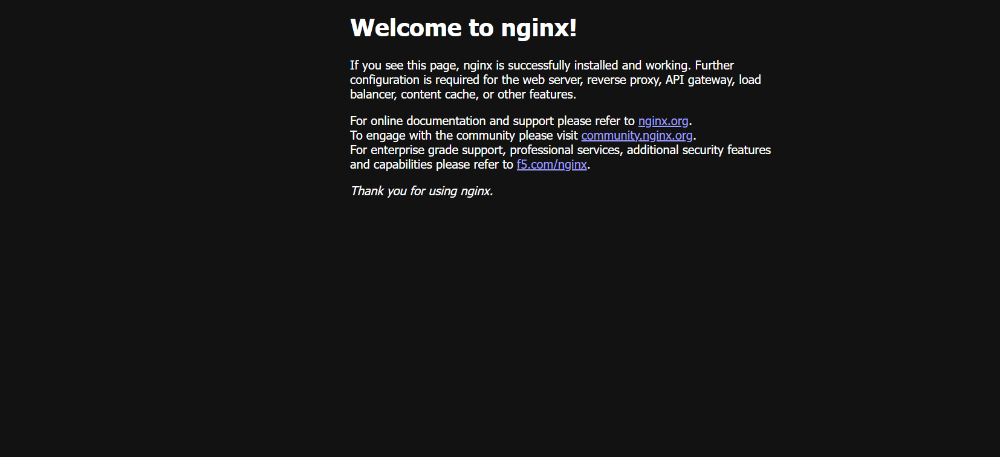 Welcome to nginx!
If you see this page, nginx is successfully installed and working. Further
configuration is required for the web server, reverse proxy, API gateway, load
balancer, content cache, or other features.
For online documentation and support please refer to nginx.org.
To engage with the community please visit community.nginx.org.
For enterprise grade support, professional services, additional security features
and capabilities please refer to f5.com/nginx.
Thank you for using nginx.